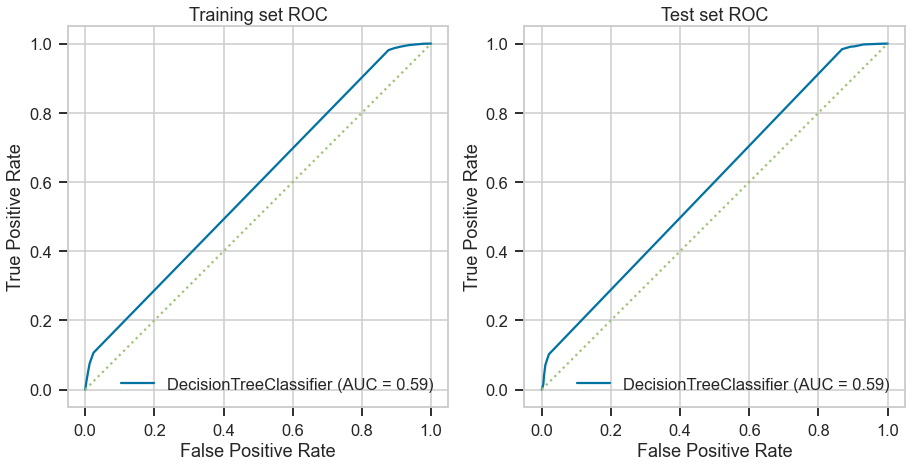 Training set ROC
1.0
0.8
0.6
0.4
0.2
0.0
True Positive Rate
DecisionTreeClassifier (AUC = 0.59)
0.0 0.2 0.4 0.6 0.8 1.0
False Positive Rate
Test set ROC
1.0
0.8
0.6
0.4
0.2
0.0
True Positive Rate
DecisionTreeClassifier (AUC = 0.59)
0.0 0.2 0.4 0.6 0.8 1.0
False Positive Rate